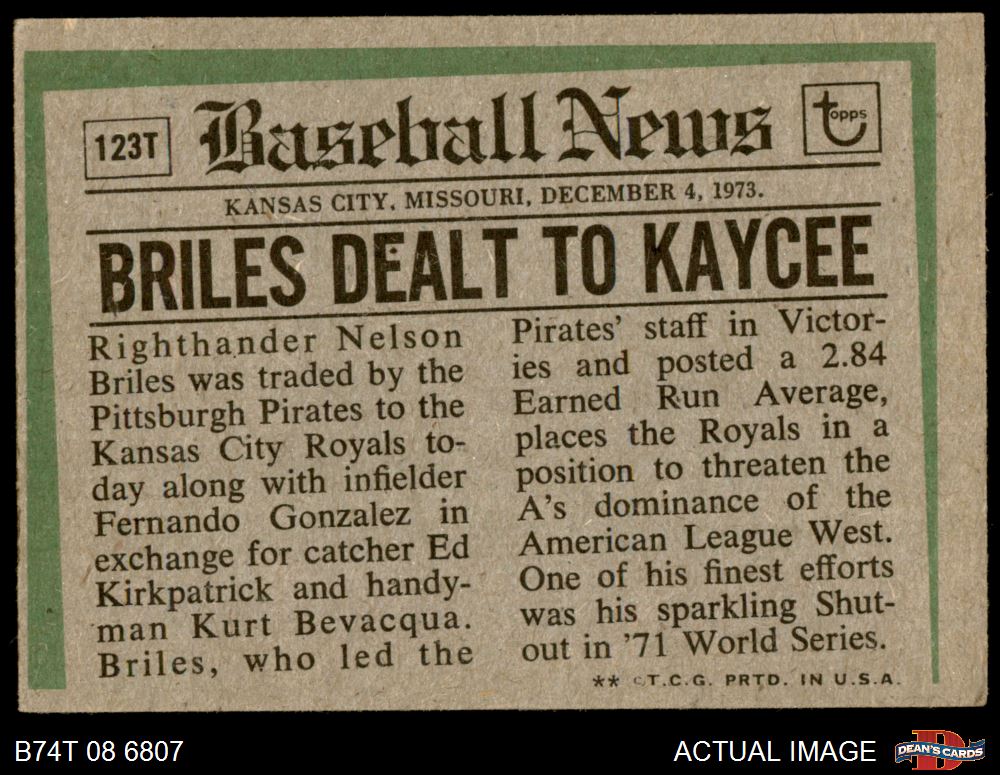 123T
Baseball News
topps
KANSAS CITY, MISSOURI, DECEMBER 4, 1973.
BRILES DEALT TO KAYCEE
Righthander Nelson
Briles was traded by the
Pittsburgh Pirates to the
Kansas City Royals to-
day along with infielder
Fernando Gonzalez in
exchange for catcher Ed
Kirkpatrick and handy-
man Kurt Bevacqua.
Briles, who led the
Pirates' staff in Victor-
ies and posted a 2.84
Earned Run Average,
places the Royals in a
position to threaten the
A's dominance of the
American League West.
One of his finest efforts
was his sparkling Shut-
out in '71 World Series.
** ©T.C.G. PRTD. IN U.S.A.
B74T 08 6807
ACTUAL IMAGE
DEAN'S CARDS